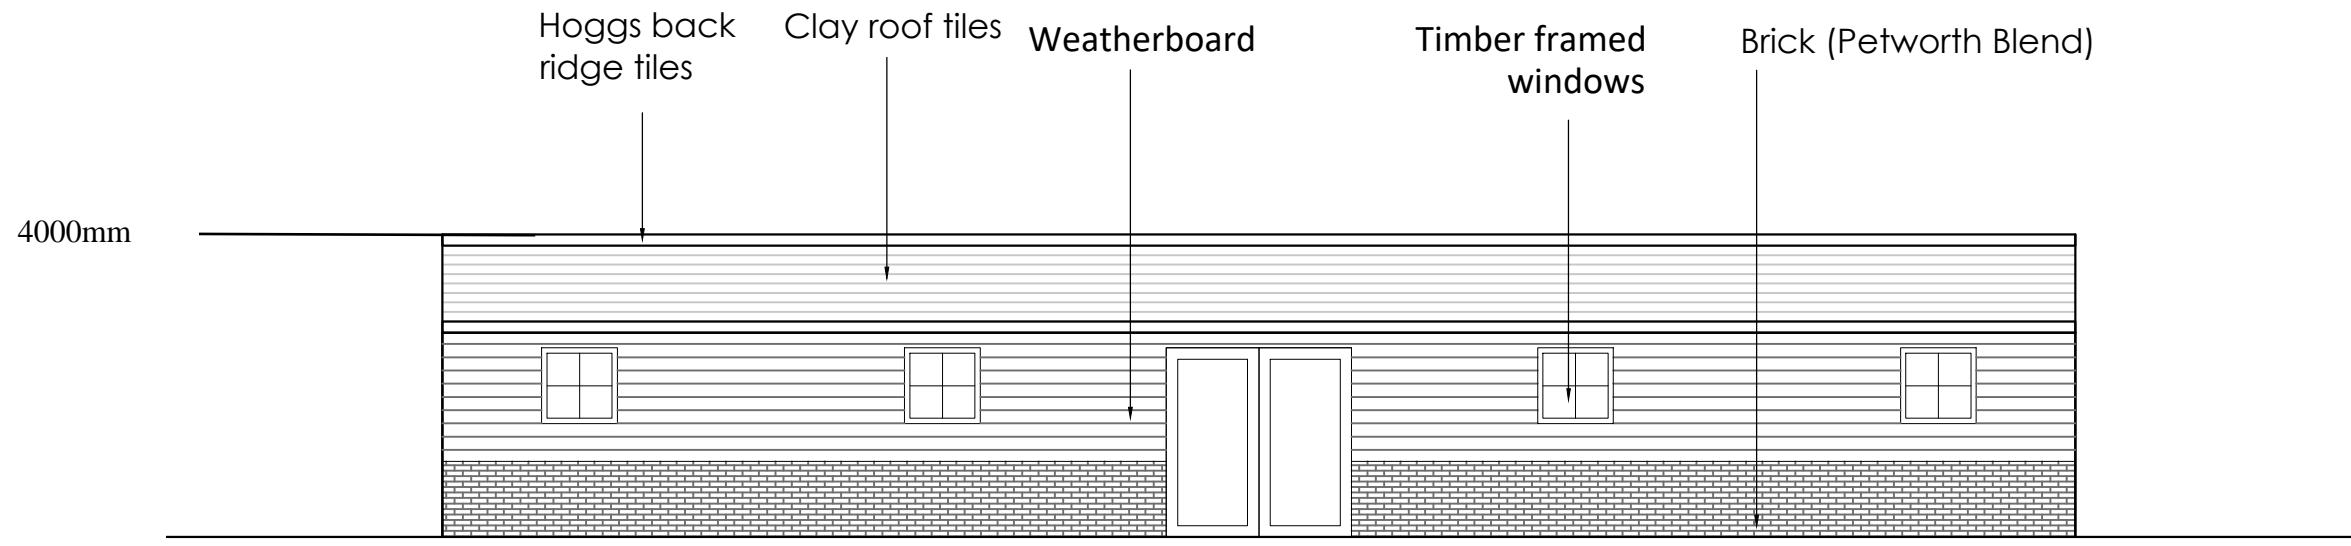 Hoggs back
ridge tiles
Clay roof tiles
Weatherboard
Timber framed
windows
Brick (Petworth Blend)
4000mm